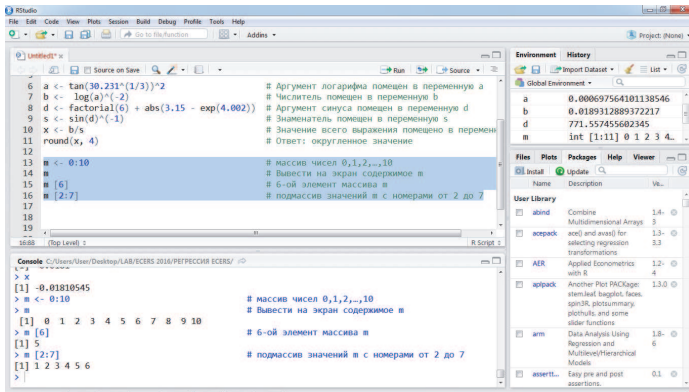 RStudio
File Edit Code View Plots Session Build Debug Profile Tools Help
Go to file/function Addins Project: (None)
Untitled1* x
Source on Save Run Source
6 a <- tan(30.231^(1/3))^2 # Аргумент логарифма помещен в переменную a
7 b <- log(a)^(-2) # Числитель помещен в переменную b
8 d <- factorial(6) + abs(3.15 - exp(4.002)) # Аргумент синуса помещен в переменную d
9 s <- sin(d)^(-1) # Знаменатель помещен в переменную s
10 x <- b/s # Значение всего выражения помещено в перемен
11 round(x, 4) # Ответ: округленное значение
12
13 m <- 0:10 # массив чисел 0,1,2,…,10
14 m # Вывести на экран содержимое m
15 m [6] # 6-ой элемент массива m
16 m [2:7] # подмассив значений m с номерами от 2 до 7
17
18
19
16:88 (Top Level) R Script
Console C:/Users/User/Desktop/LAB/ECERS 2016/РЕГРЕССИЯ ECERS/
> x
[1] -0.01810545
> m <- 0:10 # массив чисел 0,1,2,…,10
> m # Вывести на экран содержимое m
[1] 0 1 2 3 4 5 6 7 8 9 10
> m [6] # 6-ой элемент массива m
[1] 5
> m [2:7] # подмассив значений m с номерами от 2 до 7
[1] 1 2 3 4 5 6
>
Environment History
Import Dataset List
Global Environment
a 0.000697564101138546
b 0.0189312889372217
d 771.557455602345
m int [1:11] 0 1 2 3 4…
Files Plots Packages Help Viewer
Install Update
Name Description Ve...
User Library
abind Combine 1.4-
Multidimensional Arrays 3
acepack ace() and avas() for 1.3-
selecting regression 3.3
transformations
AER Applied Econometrics 1.2-
with R 4
aplpack Another Plot PACKage: 1.3.0
stem.leaf, bagplot, faces,
spin3R, plotsummary,
plothulls, and some
slider functions
arm Data Analysis Using 1.8-
Regression and 6
Multilevel/Hierarchical
Models
assertt... Easy pre and post 0.1
assertions.